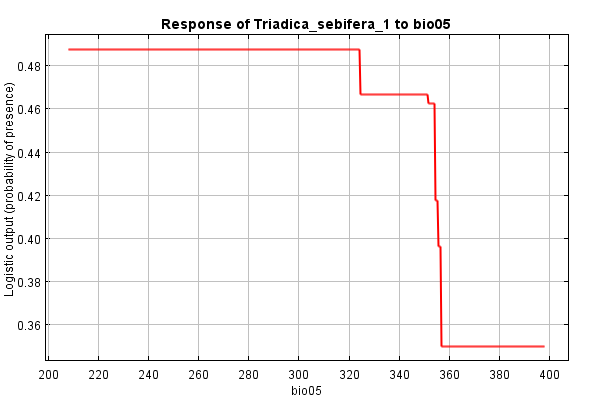 Response of Triadica_sebifera_1 to bio05
Logistic output (probability of presence)
0.48
0.46
0.44
0.42
0.40
0.38
0.36
200 220 240 260 280 300 320 340 360 380 400
bio05